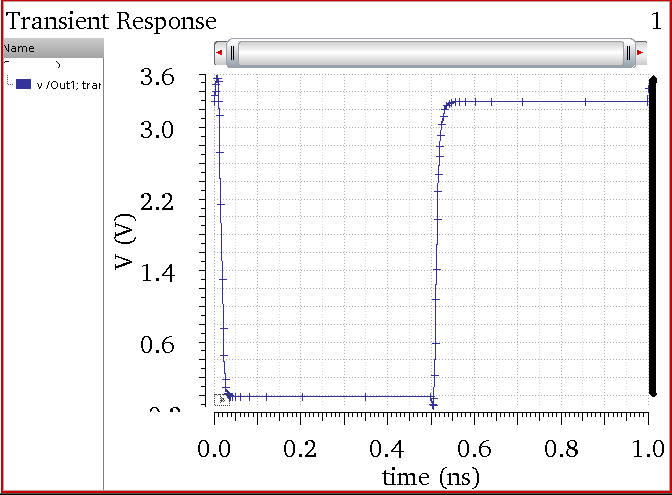 Transient Response 1
Name
v /Out1; tran
3.6
3.0
2.2
1.4
0.6
V (V)
0.0 0.2 0.4 0.6 0.8 1.0
time (ns)